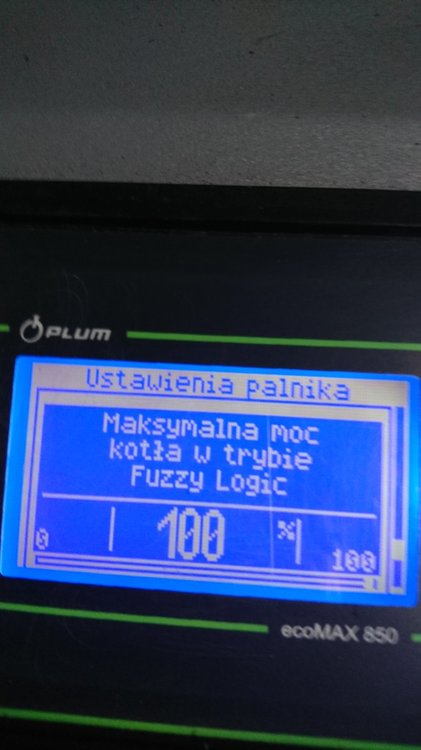 PLUM
Ustawienia palnika
Maksymalna moc
kotła w trybie
Fuzzy Logic
0 100 % 100
ecoMAX 850